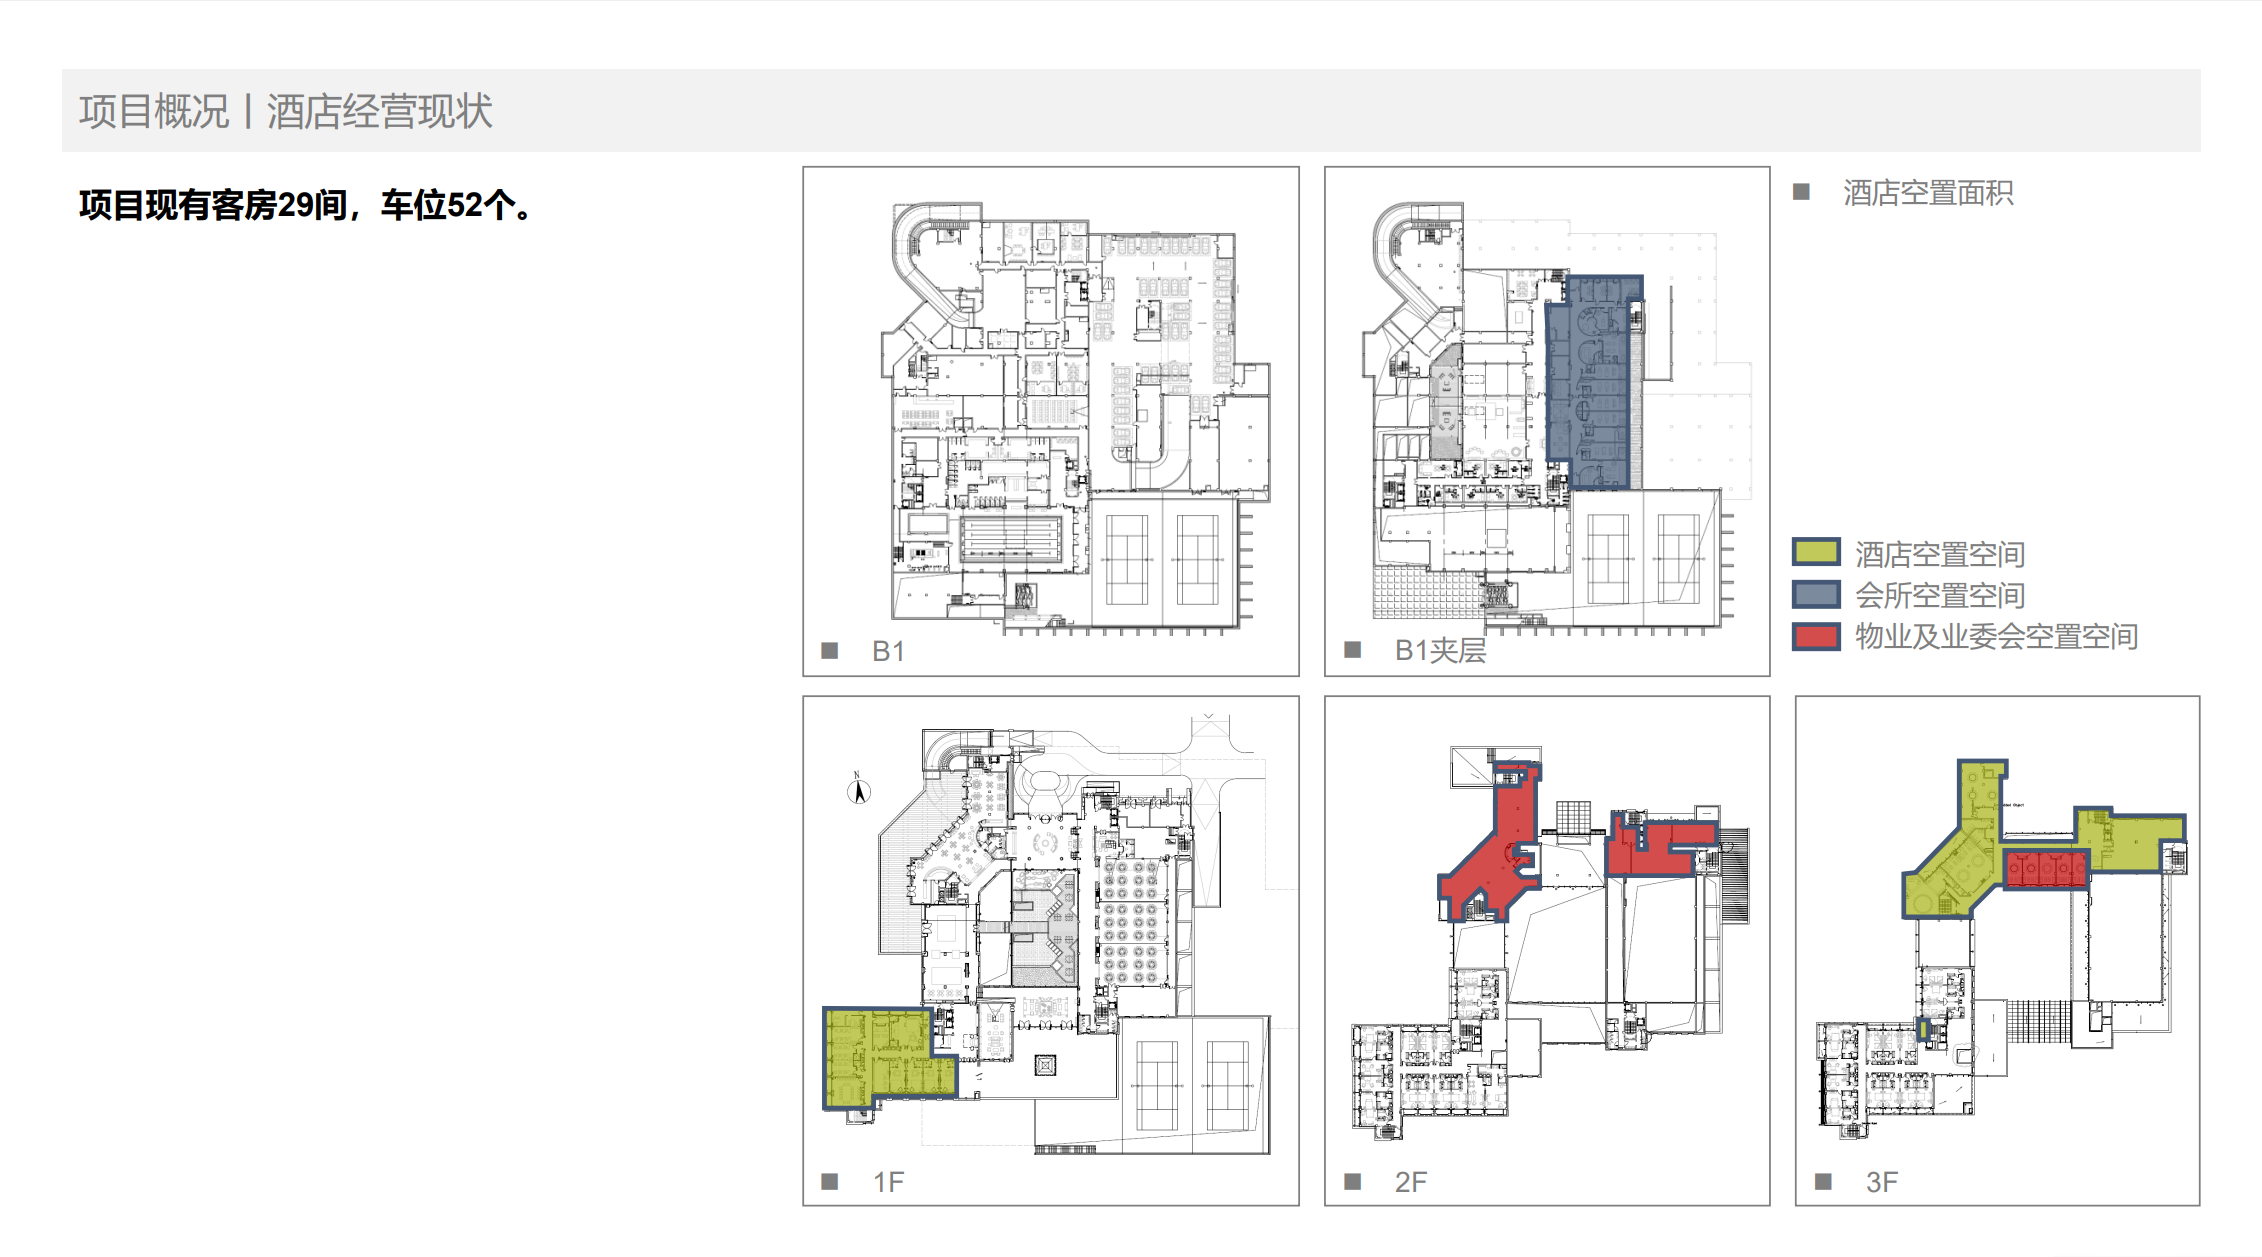 项目概况丨酒店经营现状
项目现有客房29间，车位52个。
■ 酒店空置面积
酒店空置空间
会所空置空间
物业及业委会空置空间
■ B1
■ B1夹层
N
■ 1F
■ 2F
■ 3F